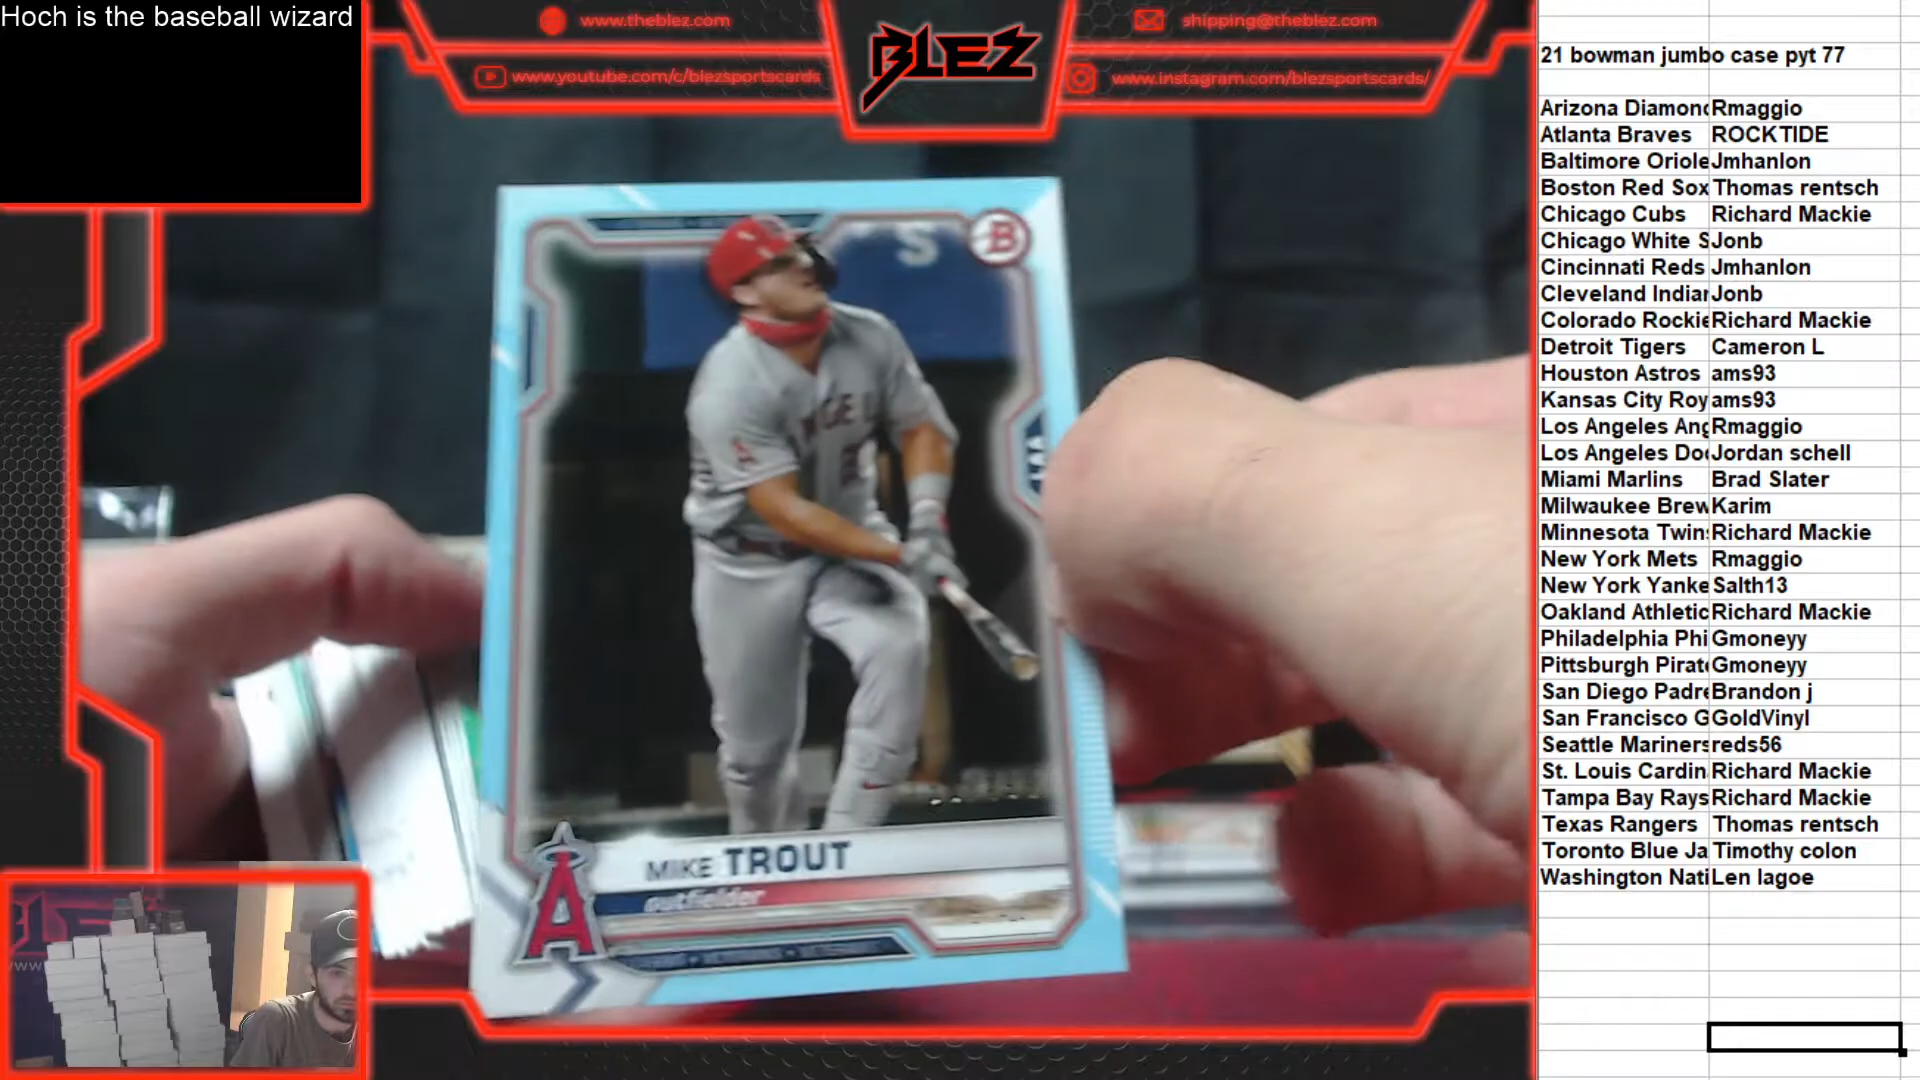 Hoch is the baseball wizard
www.theblez.com
shipping@theblez.com
BLEZ
www.youtube.com/c/blezsportscards
www.instagram.com/blezsportscards/
S
B
MIKE TROUT
outfielder
A
21 bowman jumbo case pyt 77
Arizona Diamond Rmaggio
Atlanta Braves ROCKTIDE
Baltimore Oriole Jmhanlon
Boston Red Sox Thomas rentsch
Chicago Cubs Richard Mackie
Chicago White S Jonb
Cincinnati Reds Jmhanlon
Cleveland Indian Jonb
Colorado Rockie Richard Mackie
Detroit Tigers Cameron L
Houston Astros ams93
Kansas City Roy ams93
Los Angeles Ang Rmaggio
Los Angeles Dod Jordan schell
Miami Marlins Brad Slater
Milwaukee Brew Karim
Minnesota Twins Richard Mackie
New York Mets Rmaggio
New York Yanke Salth13
Oakland Athletic Richard Mackie
Philadelphia Phi Gmoneyy
Pittsburgh Pirate Gmoneyy
San Diego Padre Brandon j
San Francisco G GoldVinyl
Seattle Mariners reds56
St. Louis Cardin Richard Mackie
Tampa Bay Rays Richard Mackie
Texas Rangers Thomas rentsch
Toronto Blue Ja Timothy colon
Washington Nati Len lagoe